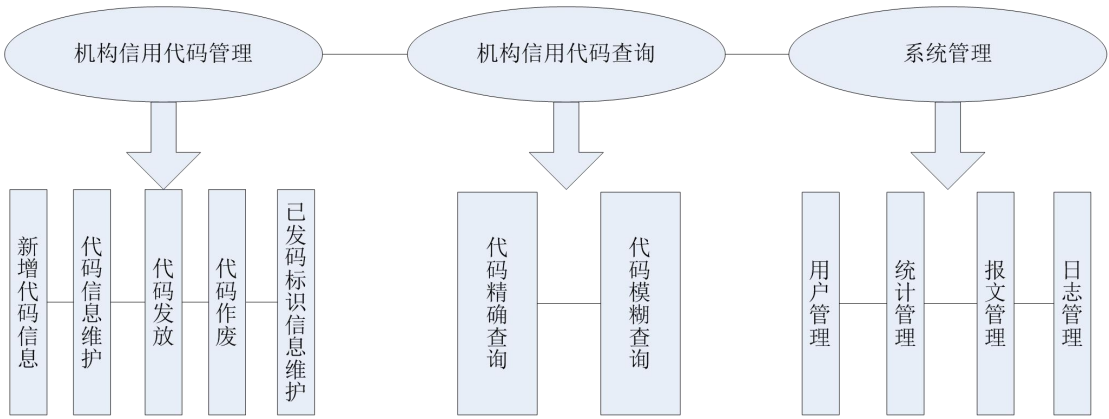 机构信用代码管理
机构信用代码查询
系统管理
新增代码信息
代码信息维护
代码发放
代码作废
已发码标识信息维护
代码精确查询
代码模糊查询
用户管理
统计管理
报文管理
日志管理